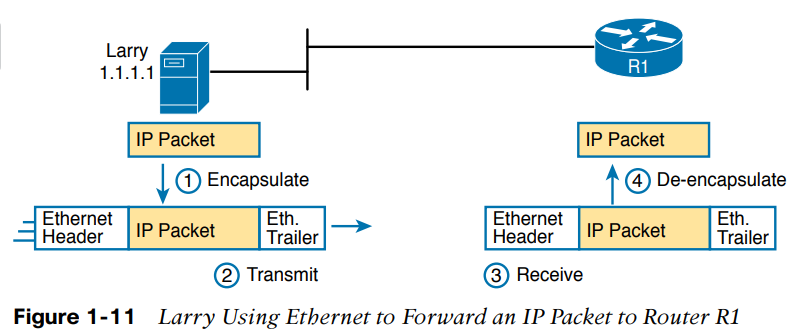 Larry
1.1.1.1
R1
IP Packet
IP Packet
1 Encapsulate
4 De-encapsulate
Ethernet
Header
IP Packet
Eth.
Trailer
Ethernet
Header
IP Packet
Eth.
Trailer
2 Transmit
3 Receive
Figure 1-11 Larry Using Ethernet to Forward an IP Packet to Router R1